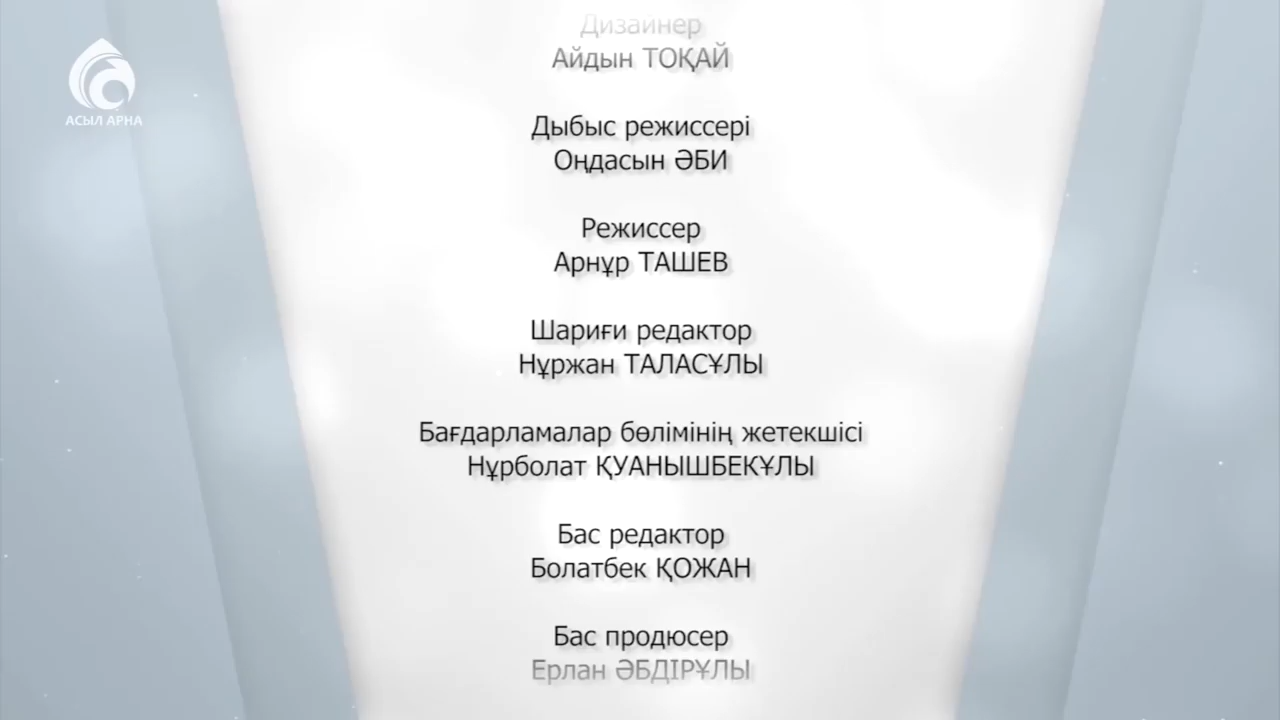 Дизайнер
Айдын ТОҚАЙ
АСЫЛ АРНА
Дыбыс режиссері
Оңдасын ӘБИ
Режиссер
Арнұр ТАШЕВ
Шариғи редактор
Нұржан ТАЛАСҰЛЫ
Бағдарламалар бөлімінің жетекшісі
Нұрболат ҚУАНЫШБЕКҰЛЫ
Бас редактор
Болатбек ҚОЖАН
Бас продюсер
Ерлан ӘБДІРҰЛЫ